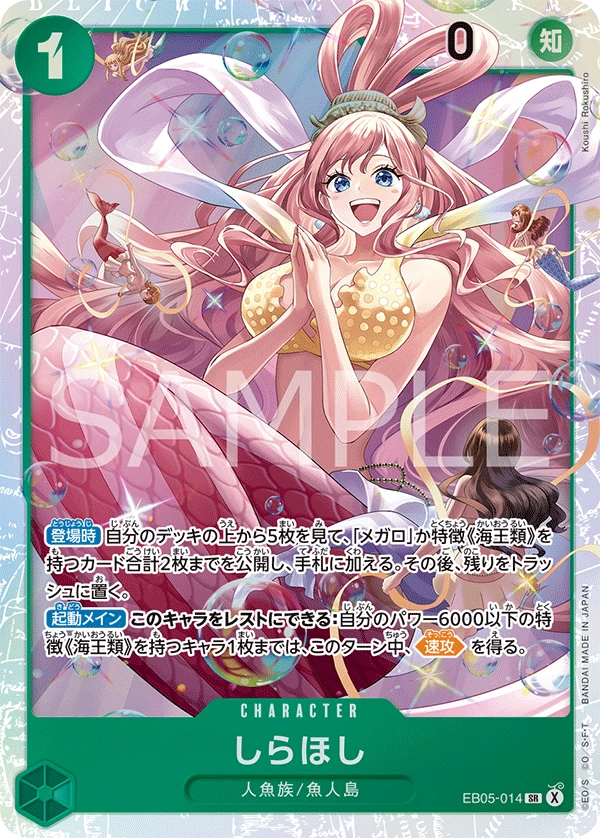 1
0
知
Koushi Rokushiro
SAMPLE
登場時 自分のデッキの上から5枚を見て、「メガロ」か特徴《海王類》を
持つカード合計2枚までを公開し、手札に加える。その後、残りをトラッ
シュに置く。
起動メイン このキャラをレストにできる：自分のパワー6000以下の特
徴《海王類》を持つキャラ1枚までは、このターン中、速攻 を得る。
CHARACTER
しらほし
人魚族/魚人島
EB05-014 SR X
©E.O/S ©O/S・F・T BANDAI MADE IN JAPAN